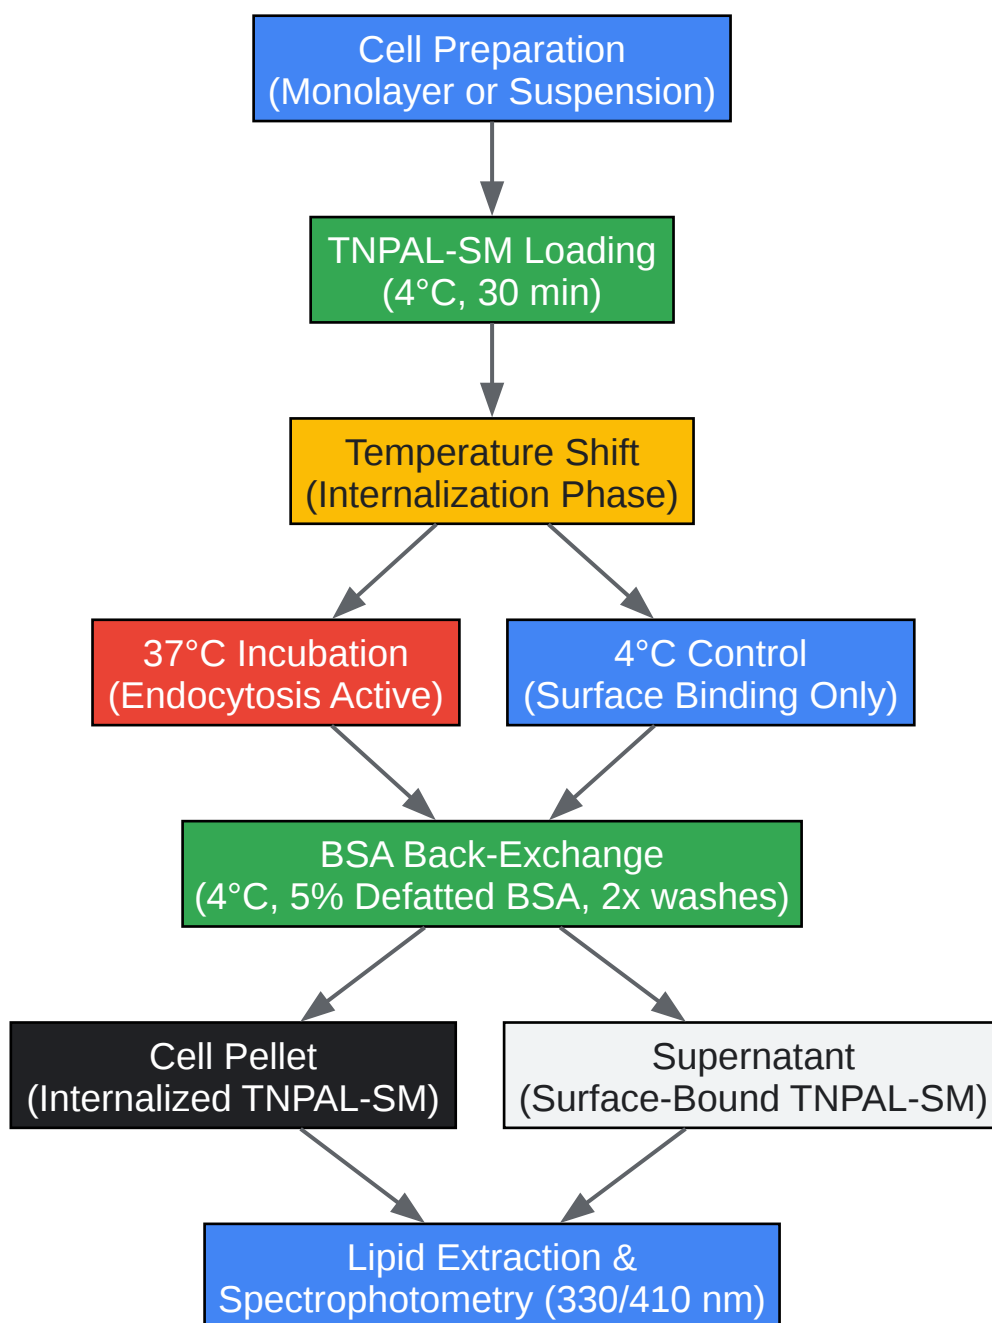 Cell Preparation
(Monolayer or Suspension)
TNPAL-SM Loading
(4°C, 30 min)
Temperature Shift
(Internalization Phase)
37°C Incubation
(Endocytosis Active)
4°C Control
(Surface Binding Only)
BSA Back-Exchange
(4°C, 5% Defatted BSA, 2x washes)
Cell Pellet
(Internalized TNPAL-SM)
Supernatant
(Surface-Bound TNPAL-SM)
Lipid Extraction &
Spectrophotometry (330/410 nm)